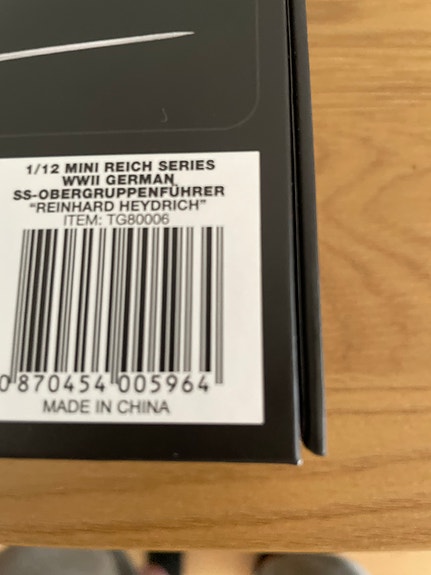 1/12 MINI REICH SERIES
WWII GERMAN
SS-OBERGRUPPENFÜHRER
"REINHARD HEYDRICH"
ITEM: TG80006
0 870454 005964
MADE IN CHINA